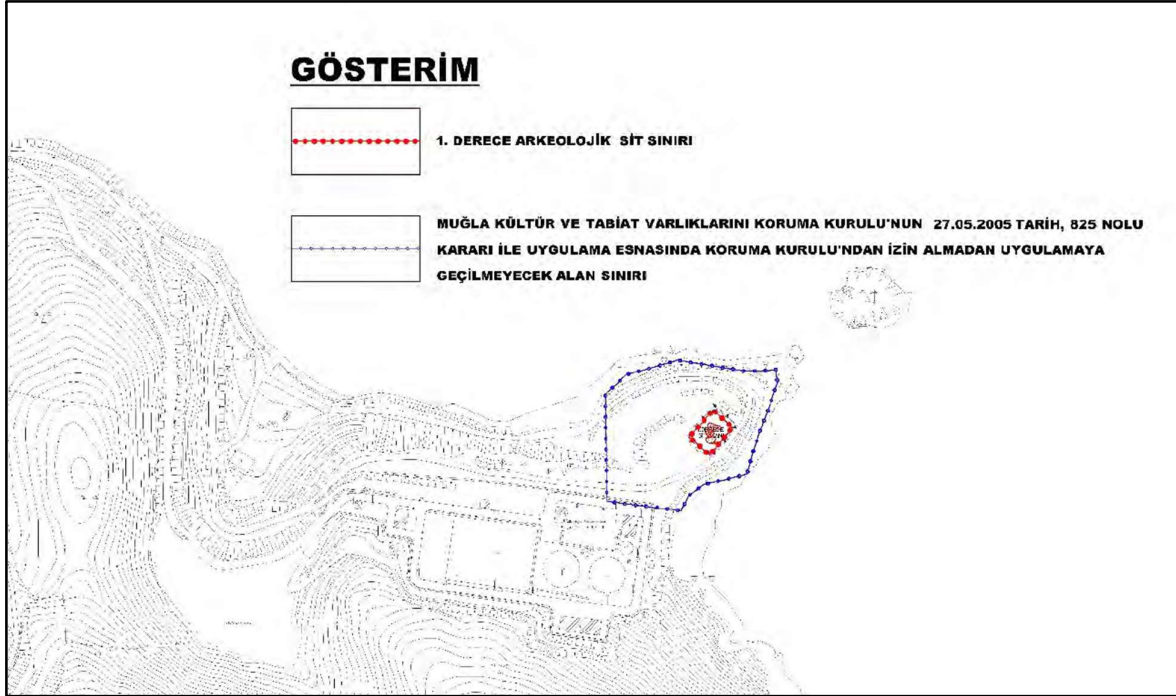 GÖSTERİM
1. DERECE ARKEOLOJİK SİT SINIRI
MUĞLA KÜLTÜR VE TABİAT VARLIKLARINI KORUMA KURULU'NUN 27.05.2005 TARİH, 825 NOLU
KARARI İLE UYGULAMA ESNASINDA KORUMA KURULU'NDAN İZİN ALMADAN UYGULAMAYA
GEÇİLMEYECEK ALAN SINIRI